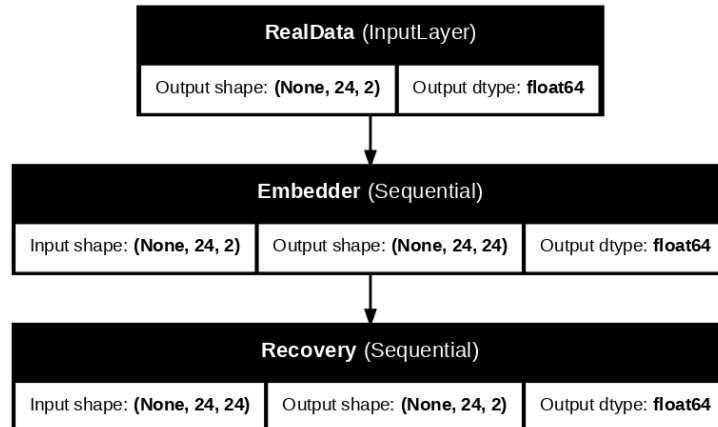 RealData (InputLayer)
Output shape: (None, 24, 2) Output dtype: float64
Embedder (Sequential)
Input shape: (None, 24, 2) Output shape: (None, 24, 24) Output dtype: float64
Recovery (Sequential)
Input shape: (None, 24, 24) Output shape: (None, 24, 2) Output dtype: float64